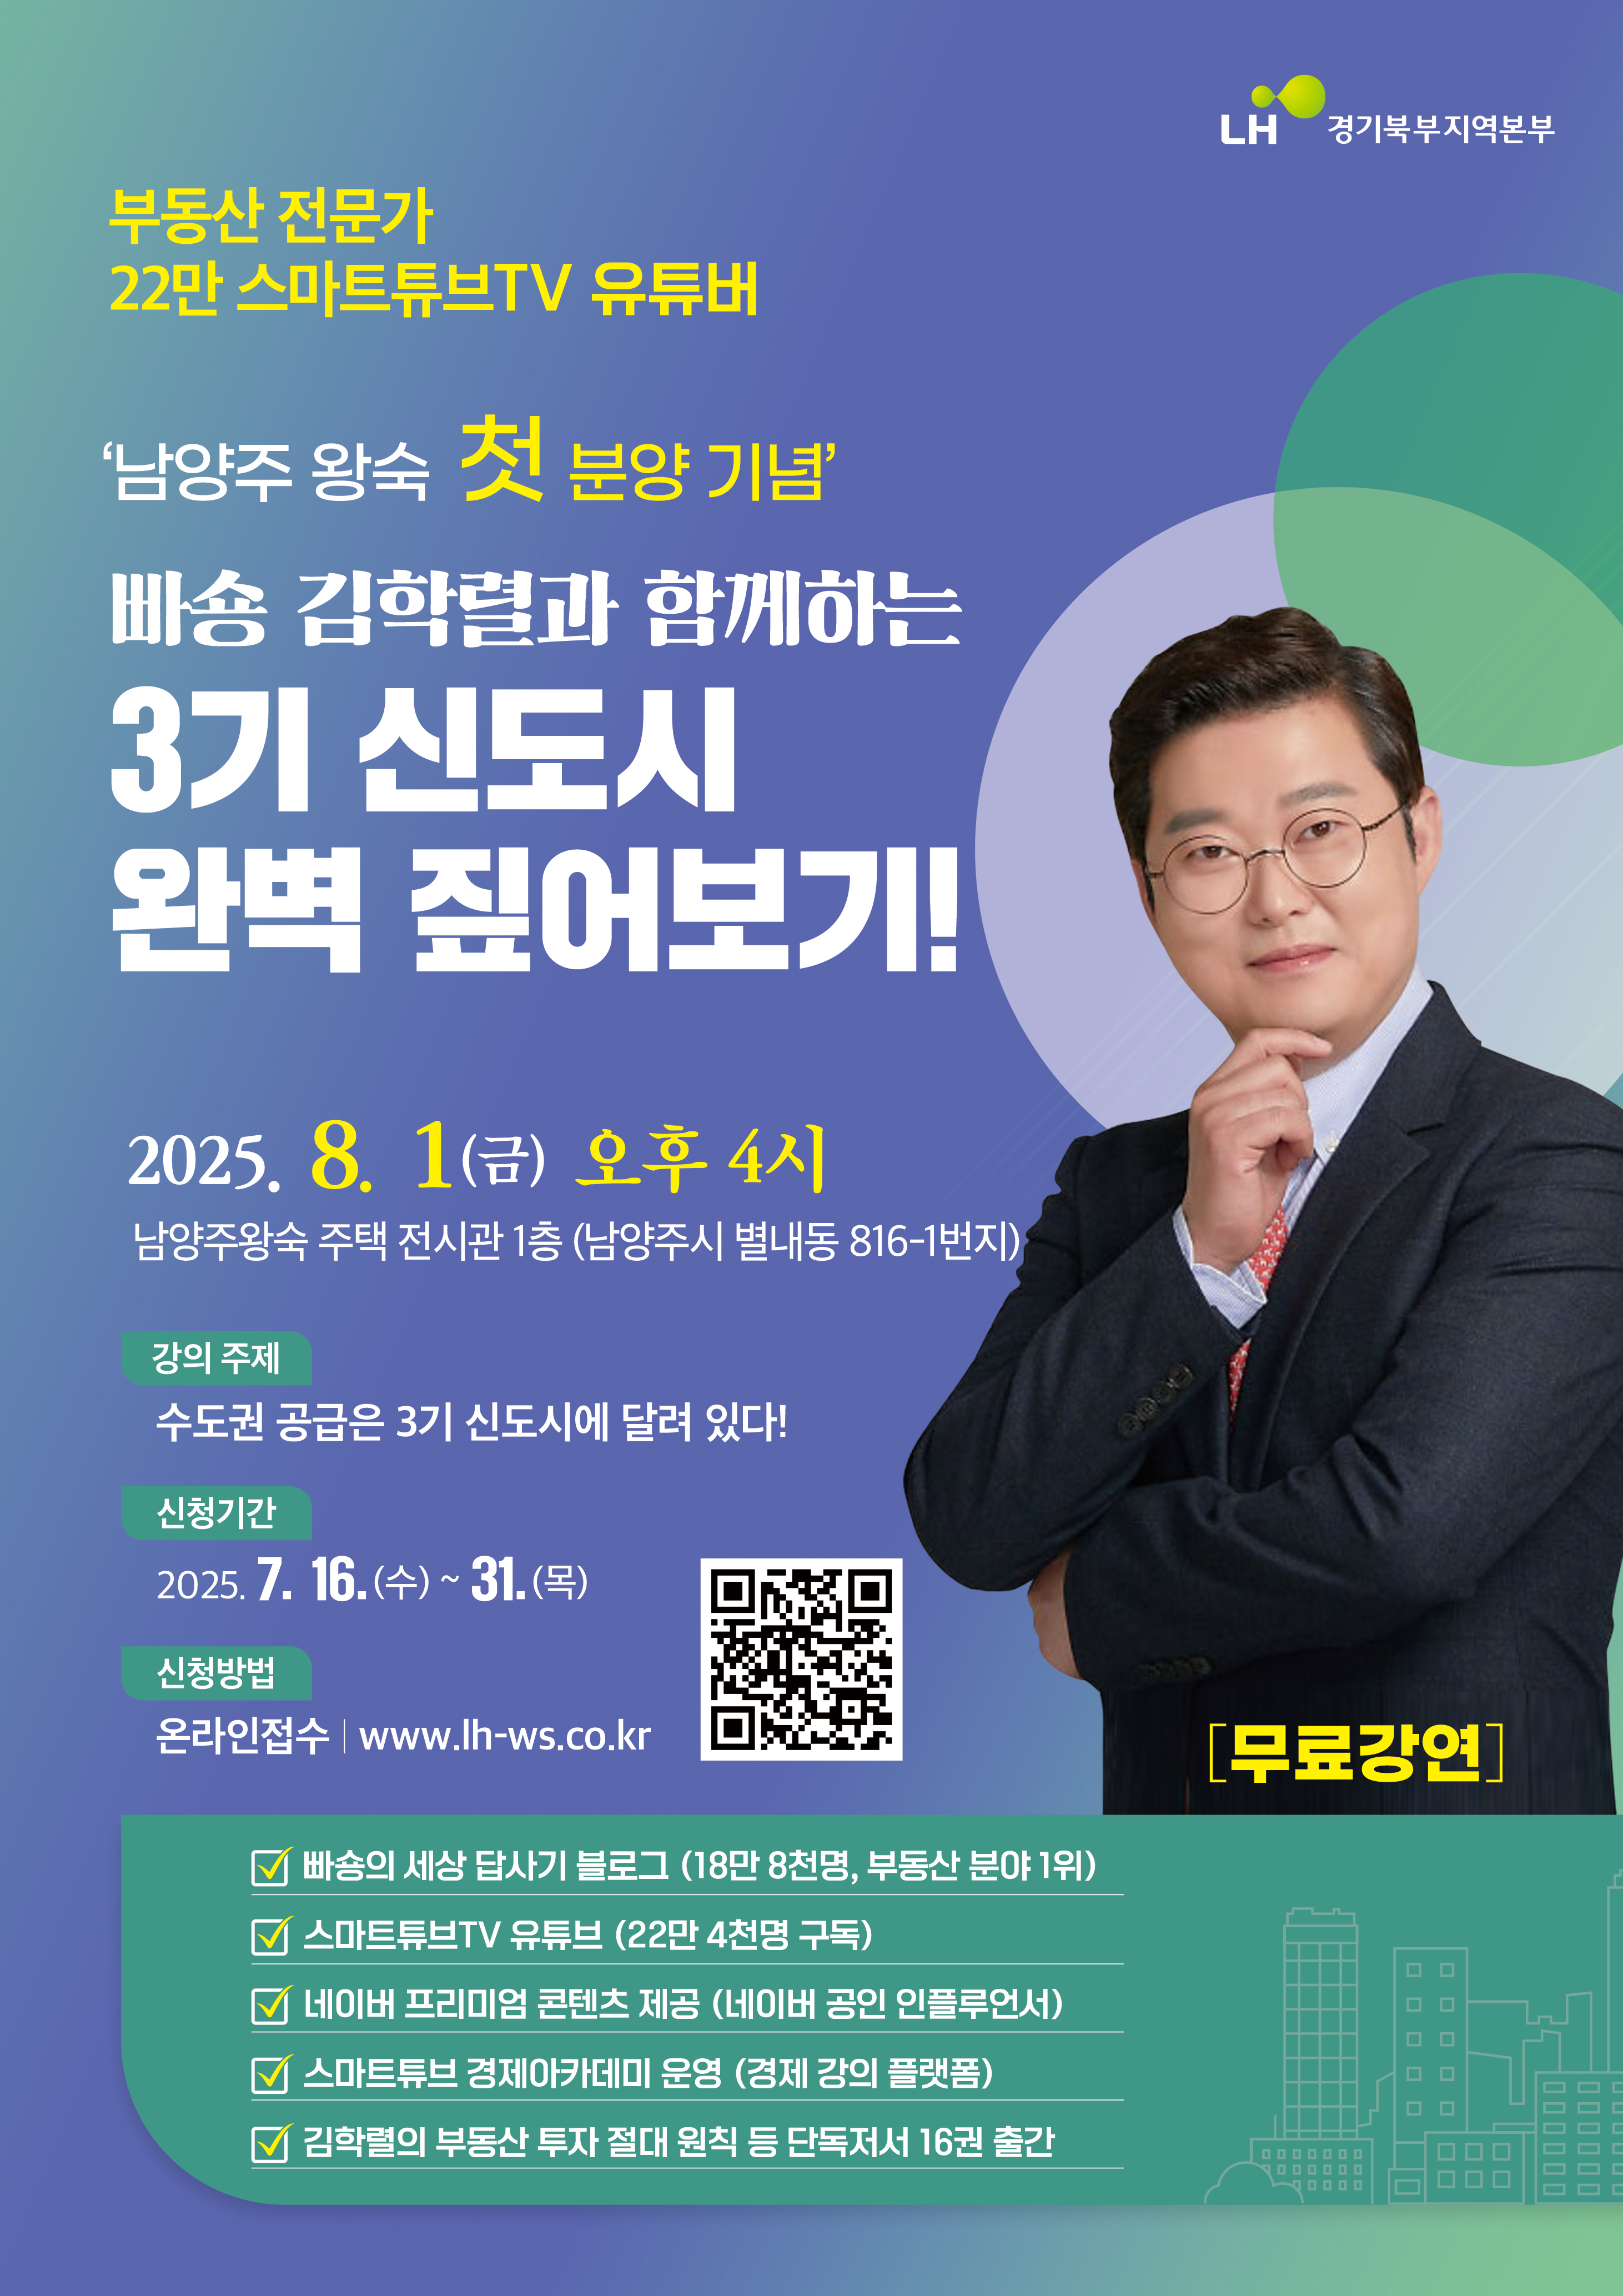 LH 경기북부지역본부
부동산 전문가
22만 스마트튜브TV 유튜버
‘남양주 왕숙 첫 분양 기념’
빠숑 김학렬과 함께하는
3기 신도시
완벽 짚어보기!
2025. 8. 1(금) 오후 4시
남양주왕숙 주택 전시관 1층 (남양주시 별내동 816-1번지)
강의 주제
수도권 공급은 3기 신도시에 달려 있다!
신청기간
2025. 7. 16.(수) ~ 31.(목)
신청방법
온라인접수 | www.lh-ws.co.kr
[무료강연]
빠숑의 세상 답사기 블로그 (18만 8천명, 부동산 분야 1위)
스마트튜브TV 유튜브 (22만 4천명 구독)
네이버 프리미엄 콘텐츠 제공 (네이버 공인 인플루언서)
스마트튜브 경제아카데미 운영 (경제 강의 플랫폼)
김학렬의 부동산 투자 절대 원칙 등 단독저서 16권 출간